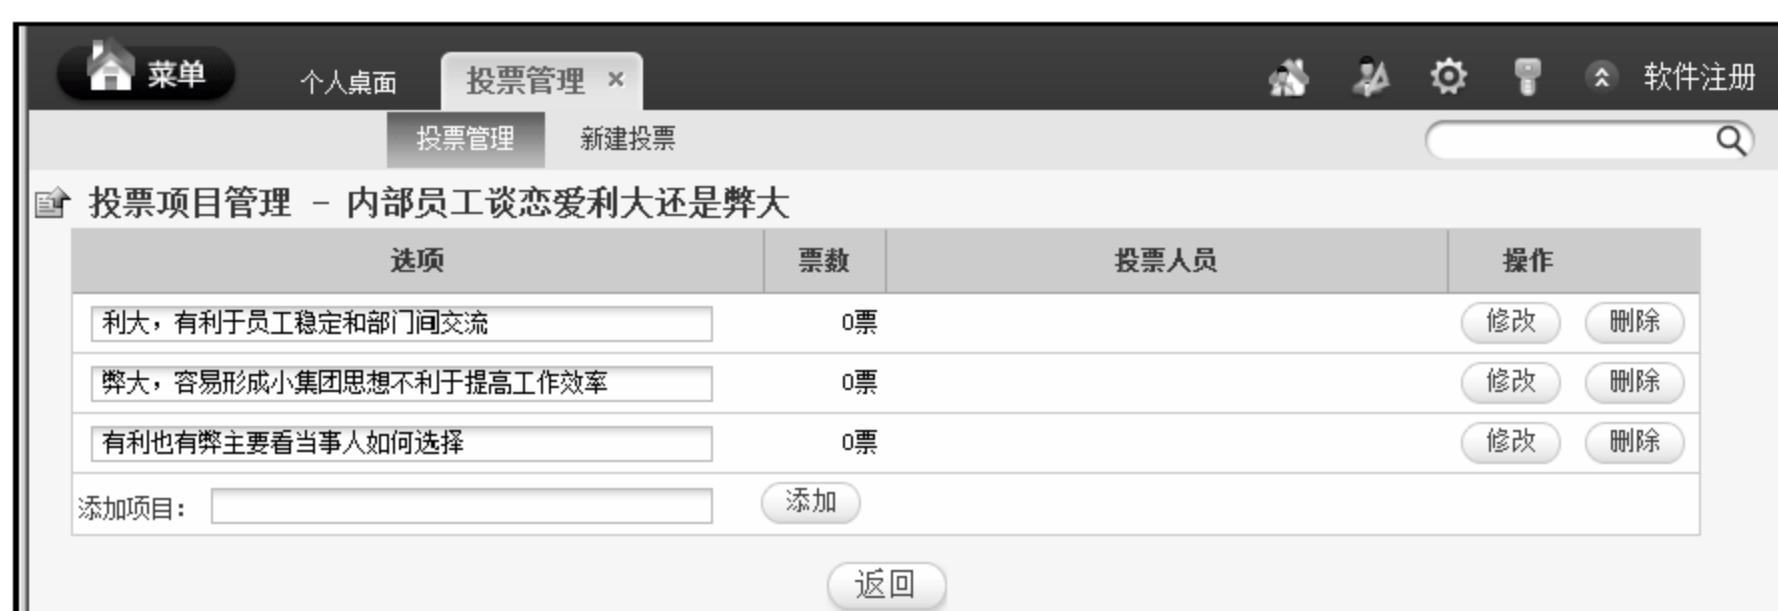 菜单 个人桌面 投票管理 × 软件注册
投票管理 新建投票
投票项目管理 - 内部员工谈恋爱利大还是弊大
选项 票数 投票人员 操作
利大，有利于员工稳定和部门间交流 0票 修改 删除
弊大，容易形成小集团思想不利于提高工作效率 0票 修改 删除
有利也有弊主要看当事人如何选择 0票 修改 删除
添加项目： 添加
返回